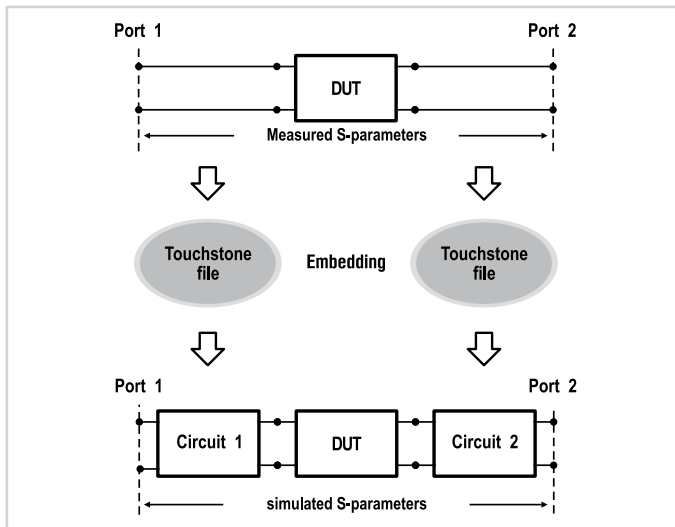 Port 1
Port 2
DUT
Measured S-parameters
Touchstone
file
Embedding
Touchstone
file
Port 1
Port 2
Circuit 1
DUT
Circuit 2
simulated S-parameters